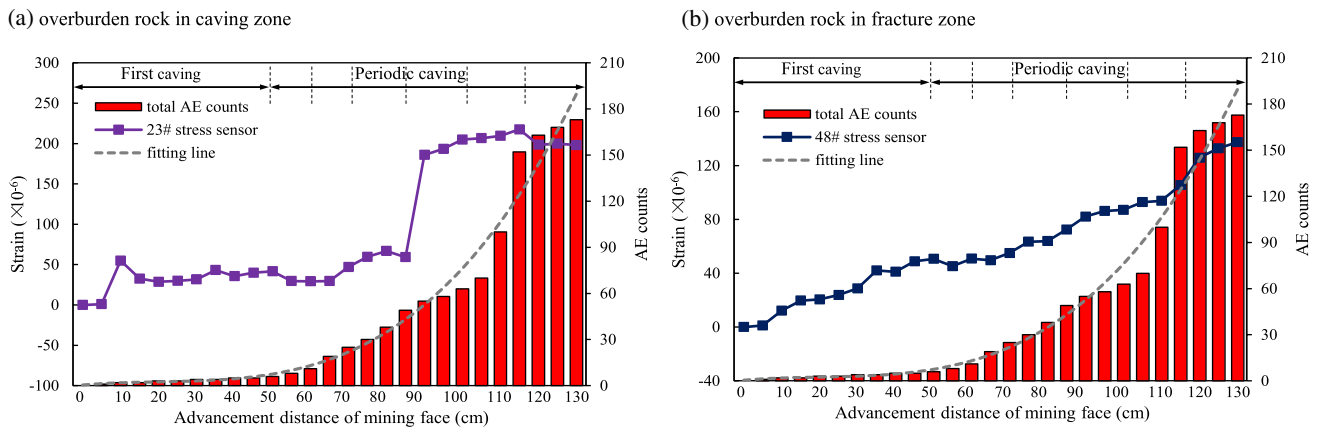 (a) overburden rock in caving zone
300
250
200
150
100
50
0
-50
-100
Strain (×10-6)
First caving
Periodic caving
total AE counts
23# stress sensor
fitting line
210
180
150
120
90
60
30
0
AE counts
0 10 20 30 40 50 60 70 80 90 100 110 120 130
Advancement distance of mining face (cm)
(b) overburden rock in fracture zone
200
160
120
80
40
0
-40
Strain (×10-6)
First caving
Periodic caving
total AE counts
48# stress sensor
fitting line
210
180
150
120
90
60
30
0
AE counts
0 10 20 30 40 50 60 70 80 90 100 110 120 130
Advancement distance of mining face (cm)